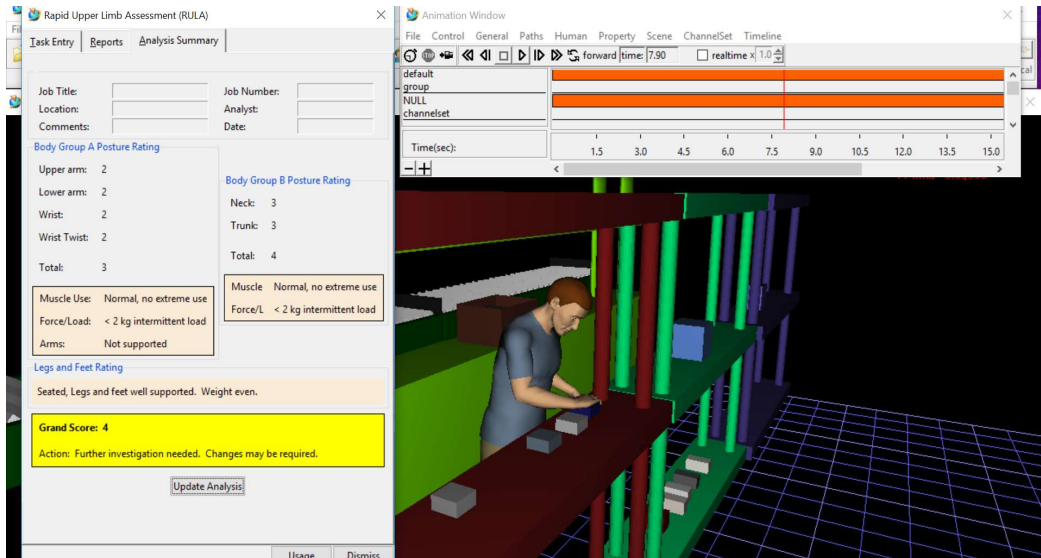 Rapid Upper Limb Assessment (RULA)
Task Entry Reports Analysis Summary
Job Title: Job Number:
Location: Analyst:
Comments: Date:
Body Group A Posture Rating
Upper arm: 2
Lower arm: 2
Wrist: 2
Wrist Twist: 2
Total: 3
Muscle Use: Normal, no extreme use
Force/Load: < 2 kg intermittent load
Arms: Not supported
Body Group B Posture Rating
Neck: 3
Trunk: 3
Total: 4
Muscle Normal, no extreme use
Force/L < 2 kg intermittent load
Legs and Feet Rating
Seated, Legs and feet well supported. Weight even.
Grand Score: 4
Action: Further investigation needed. Changes may be required.
Update Analysis
Usage Dismiss
Animation Window
File Control General Paths Human Property Scene ChannelSet Timeline
forward time: 7.90 realtime x 1.0
default
group
NULL
channelset
Time(sec): 1.5 3.0 4.5 6.0 7.5 9.0 10.5 12.0 13.5 15.0